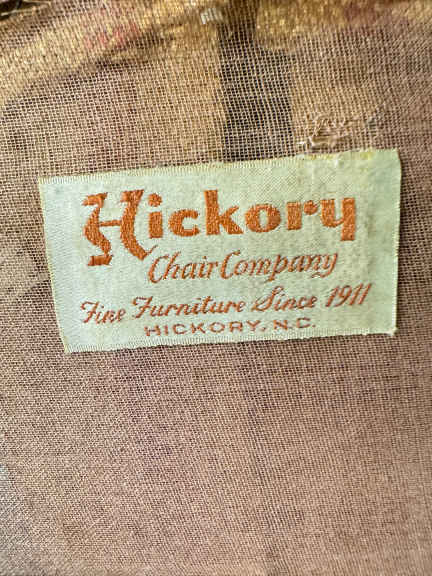 Hickory
Chair Company
Fine Furniture Since 1911
HICKORY, N.C.